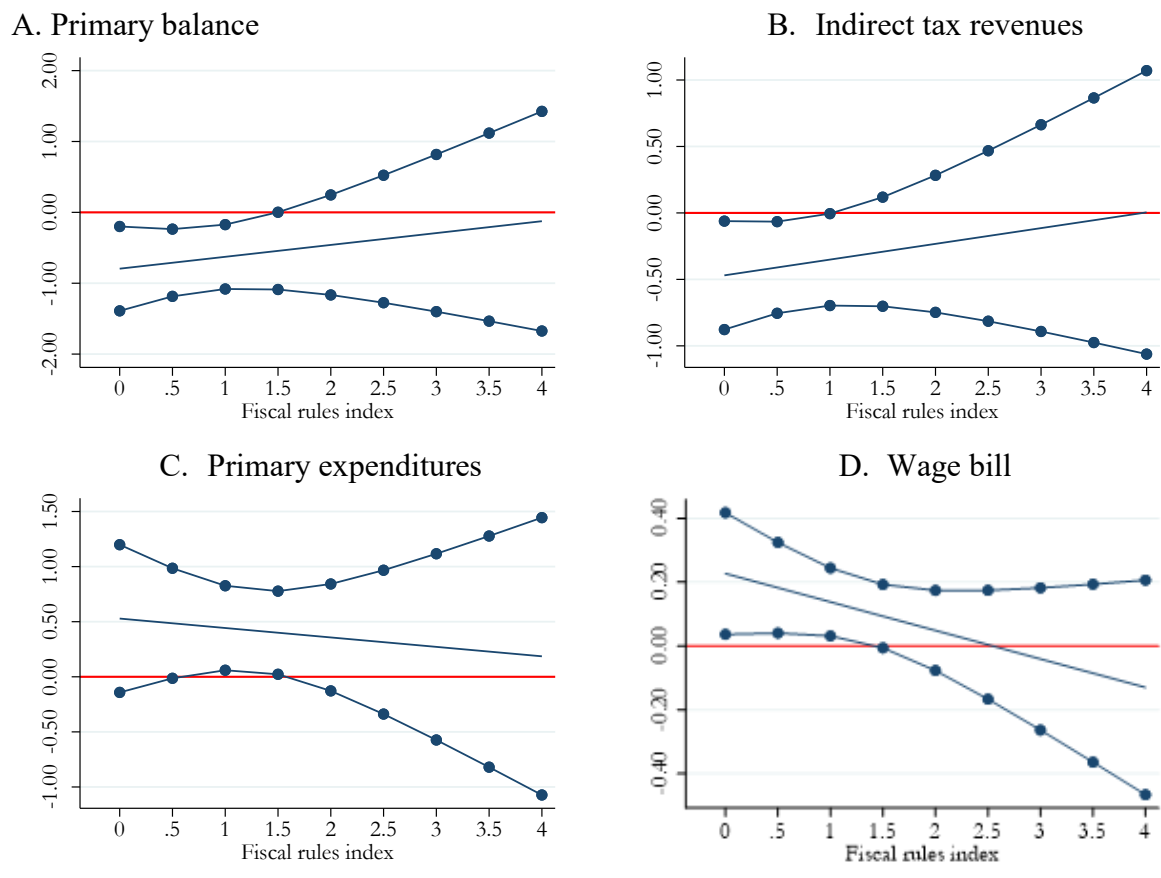 A. Primary balance
2.00
1.00
0.00
-1.00
-2.00
0 .5 1 1.5 2 2.5 3 3.5 4
Fiscal rules index
B. Indirect tax revenues
1.00
0.50
0.00
-0.50
-1.00
0 .5 1 1.5 2 2.5 3 3.5 4
Fiscal rules index
C. Primary expenditures
1.50
1.00
0.50
0.00
-0.50
-1.00
0 .5 1 1.5 2 2.5 3 3.5 4
Fiscal rules index
D. Wage bill
0.40
0.20
0.00
-0.20
-0.40
0 .5 1 1.5 2 2.5 3 3.5 4
Fiscal rules index